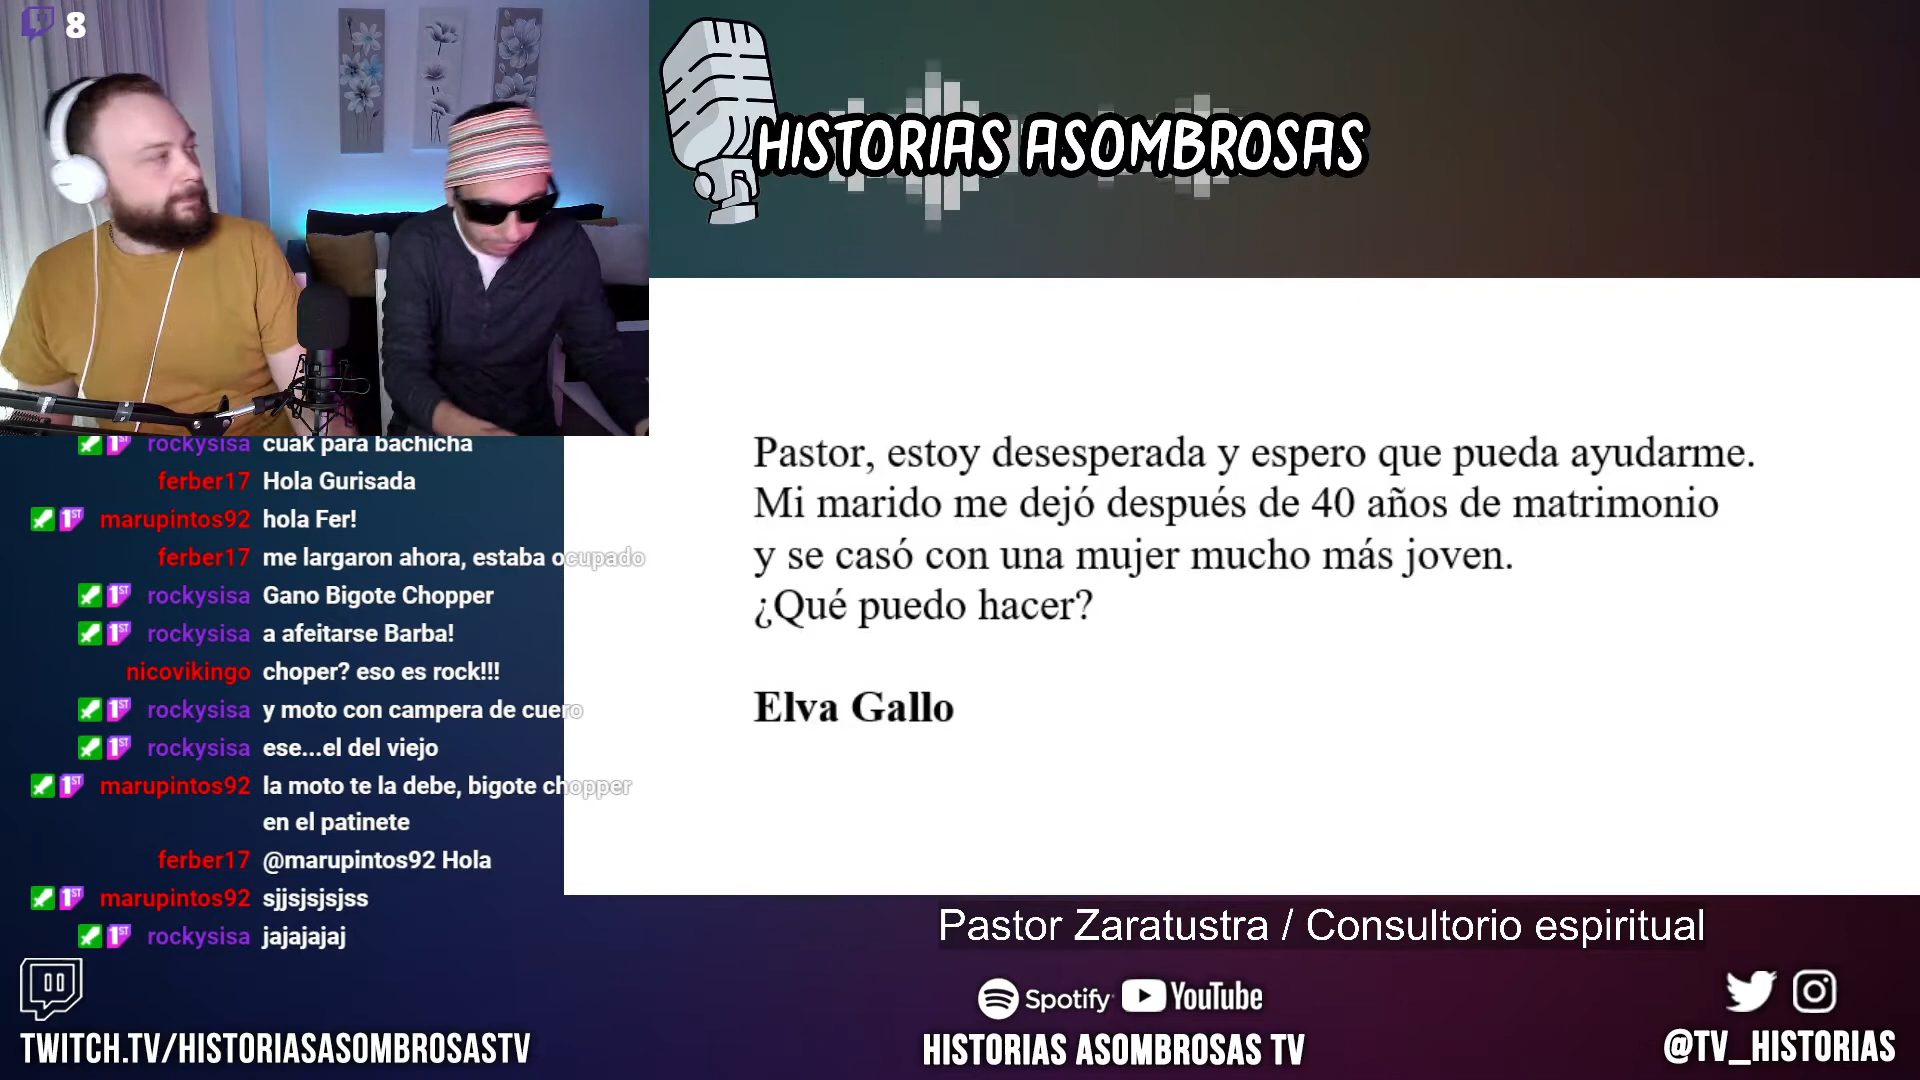 8
HISTORIAS ASOMBROSAS
rockysisa cuak para bachicha
ferber17 Hola Gurisada
marupintos92 hola Fer!
ferber17 me largaron ahora, estaba ocupado
rockysisa Gano Bigote Chopper
rockysisa a afeitarse Barba!
nicovikingo choper? eso es rock!!!
rockysisa y moto con campera de cuero
rockysisa ese...el del viejo
marupintos92 la moto te la debe, bigote chopper
en el patinete
ferber17 @marupintos92 Hola
marupintos92 sjjsjsjsjss
rockysisa jajajajaj
Pastor, estoy desesperada y espero que pueda ayudarme.
Mi marido me dejó después de 40 años de matrimonio
y se casó con una mujer mucho más joven.
¿Qué puedo hacer?
Elva Gallo
Pastor Zaratustra / Consultorio espiritual
Spotify YouTube
TWITCH.TV/HISTORIASASOMBROSASTV
HISTORIAS ASOMBROSAS TV
@TV_HISTORIAS